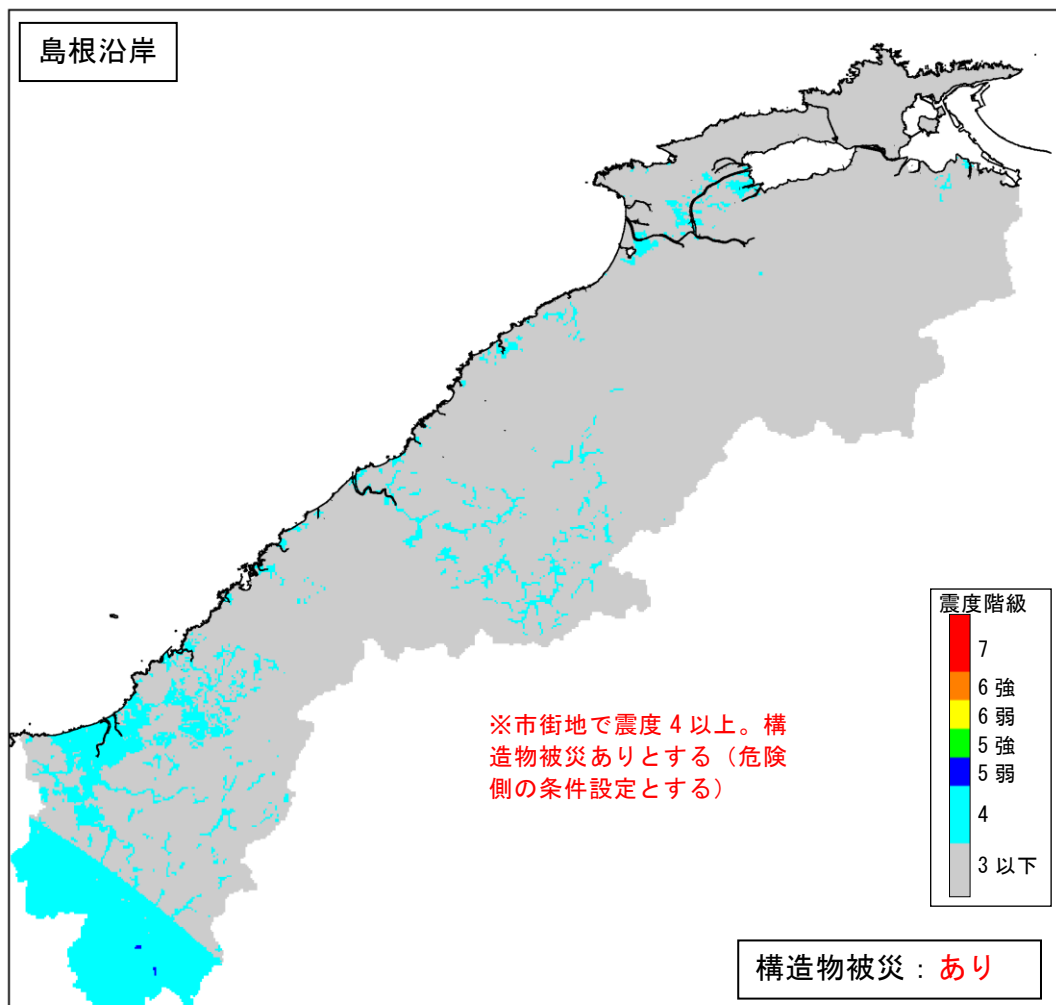 島根沿岸
震度階級
7
6 強
6 弱
5 強
5 弱
4
3 以下
※市街地で震度 4 以上。構
造物被災ありとする（危険
側の条件設定とする）
構造物被災：あり